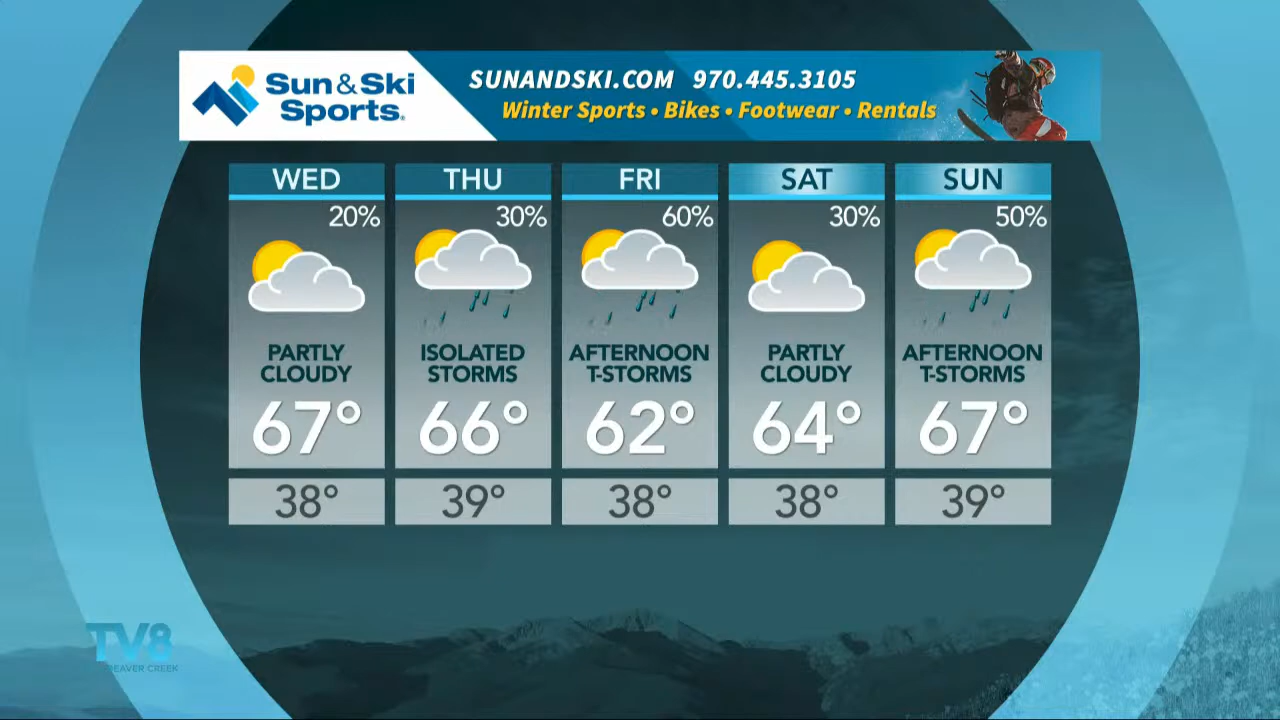 Sun & Ski
Sports
SUNANDSKI.COM 970.445.3105
Winter Sports • Bikes • Footwear • Rentals
WED
20%
PARTLY
CLOUDY
67°
38°
THU
30%
ISOLATED
STORMS
66°
39°
FRI
60%
AFTERNOON
T-STORMS
62°
38°
SAT
30%
PARTLY
CLOUDY
64°
38°
SUN
50%
AFTERNOON
T-STORMS
67°
39°
TV8
BEAVER CREEK